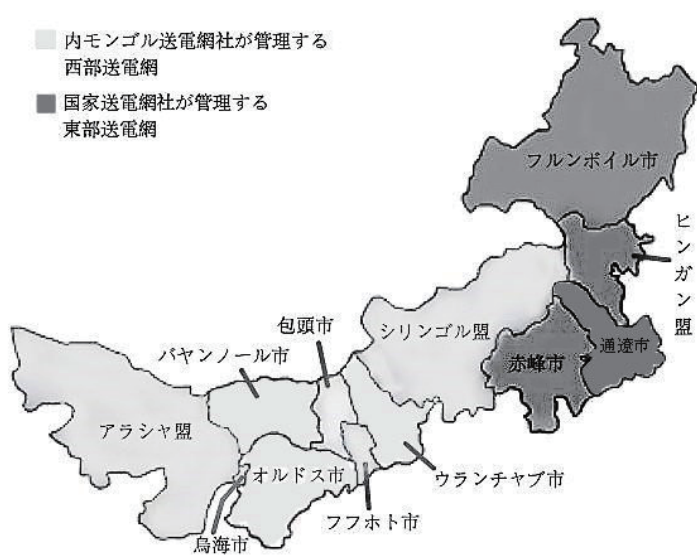 内モンゴル送電網社が管理する
西部送電網
国家送電網社が管理する
東部送電網
フルンボイル市
ヒンガン盟
シリンゴル盟
包頭市
バヤンノール市
通遼市
赤峰市
アラシャ盟
オルドス市
ウランチャブ市
フフホト市
烏海市